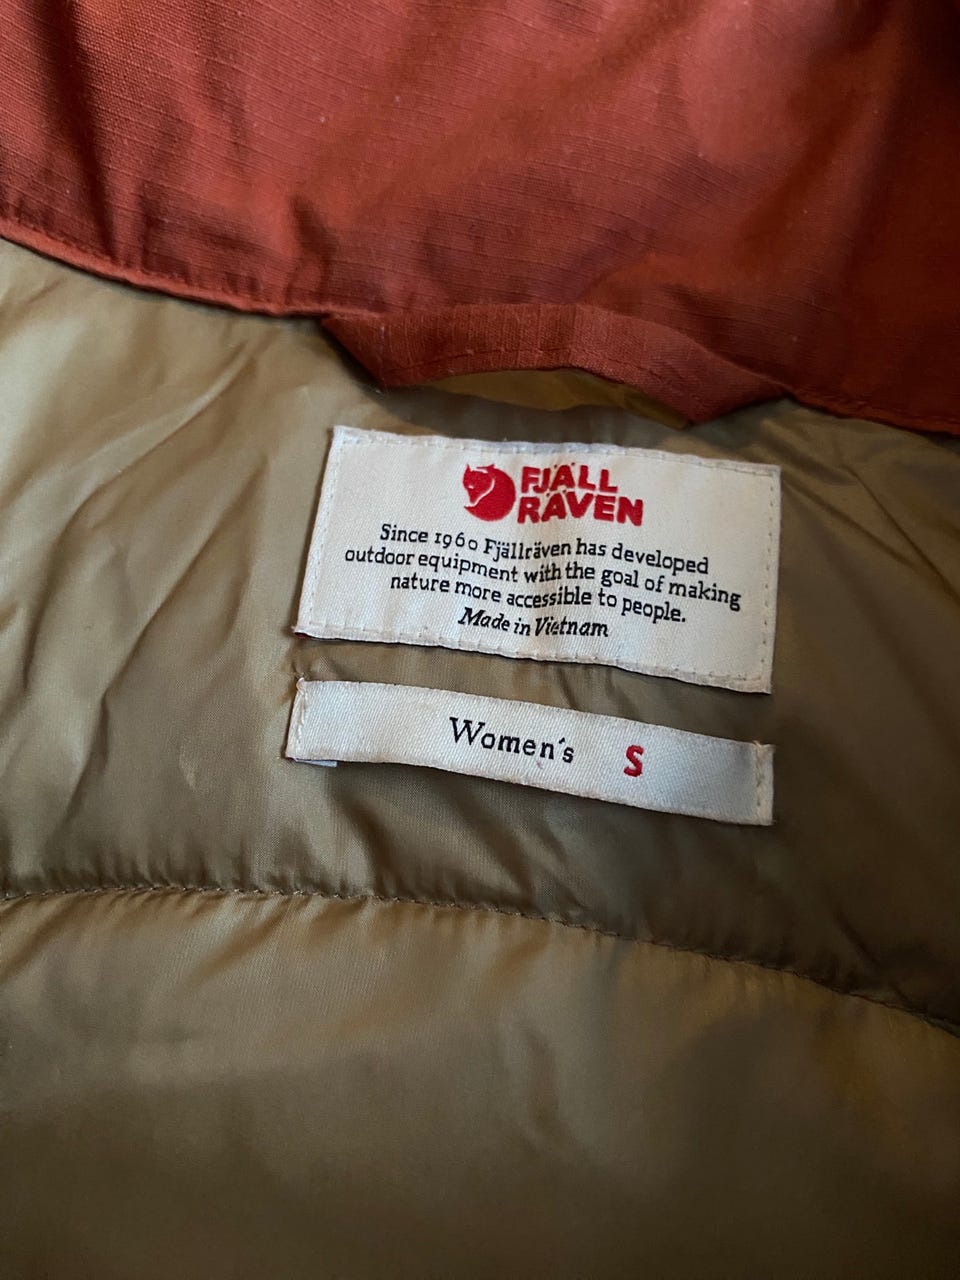 FJÄLL
RÄVEN
Since 1960 Fjällräven has developed
outdoor equipment with the goal of making
nature more accessible to people.
Made in Vietnam
Women´s S